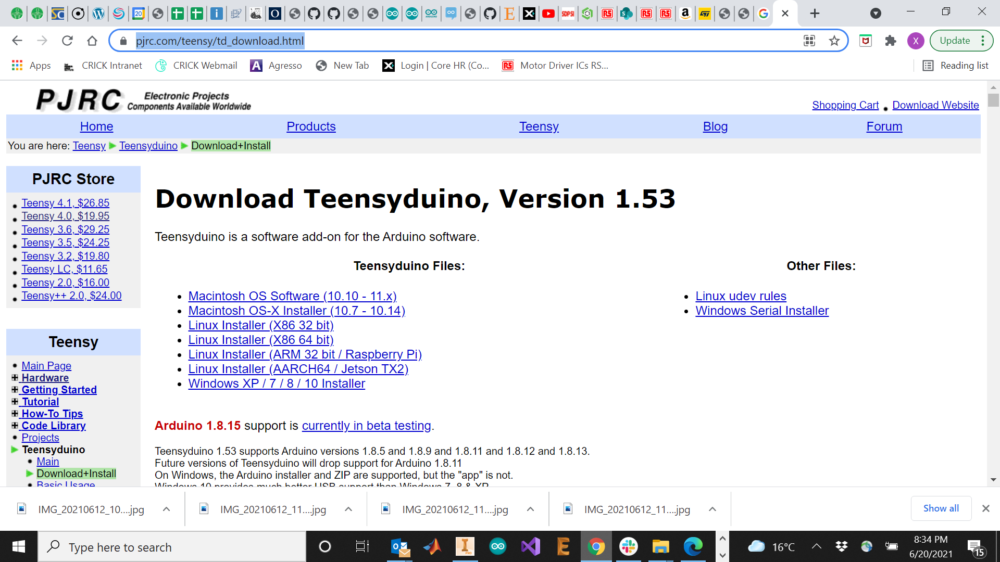 pjrc.com/teensy/td_download.html
X
Update
Apps
CRICK Intranet
CRICK Webmail
Agresso
New Tab
Login | Core HR (Co...
Motor Driver ICs RS...
Reading list
PJRC
Electronic Projects
Components Available Worldwide
Shopping Cart
Download Website
Home
Products
Teensy
Blog
Forum
You are here: Teensy Teensyduino Download+Install
PJRC Store
Teensy 4.1, $26.85
Teensy 4.0, $19.95
Teensy 3.6, $29.25
Teensy 3.5, $24.25
Teensy 3.2, $19.80
Teensy LC, $11.65
Teensy 2.0, $16.00
Teensy++ 2.0, $24.00
Teensy
Main Page
Hardware
Getting Started
Tutorial
How-To Tips
Code Library
Projects
Teensyduino
Main
Download+Install
Basic Usage
Download Teensyduino, Version 1.53
Teensyduino is a software add-on for the Arduino software.
Teensyduino Files:
Macintosh OS Software (10.10 - 11.x)
Macintosh OS-X Installer (10.7 - 10.14)
Linux Installer (X86 32 bit)
Linux Installer (X86 64 bit)
Linux Installer (ARM 32 bit / Raspberry Pi)
Linux Installer (AARCH64 / Jetson TX2)
Windows XP / 7 / 8 / 10 Installer
Other Files:
Linux udev rules
Windows Serial Installer
Arduino 1.8.15 support is currently in beta testing.
Teensyduino 1.53 supports Arduino versions 1.8.5 and 1.8.9 and 1.8.11 and 1.8.12 and 1.8.13.
Future versions of Teensyduino will drop support for Arduino 1.8.11
On Windows, the Arduino installer and ZIP are supported, but the "app" is not.
Windows 10 provides much better USB support than Windows 7, 8 & XP.
IMG_20210612_10....jpg
IMG_20210612_11....jpg
IMG_20210612_11....jpg
IMG_20210612_11....jpg
Show all
Type here to search
16°C
8:34 PM
6/20/2021
15